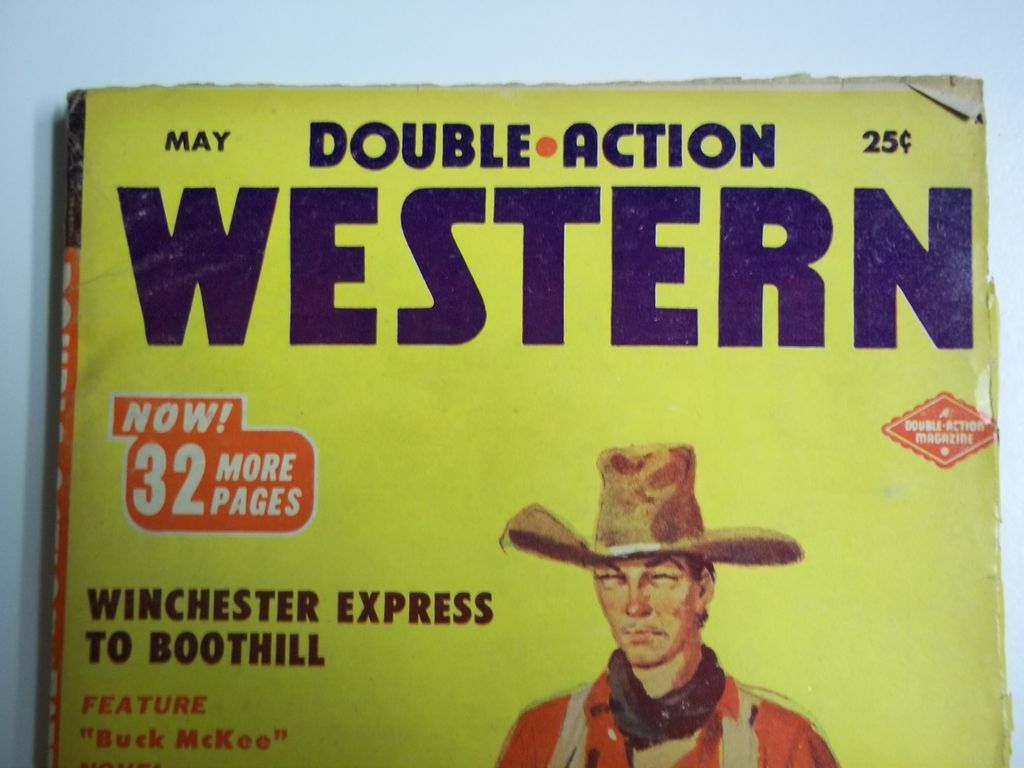 MAY
DOUBLE•ACTION
25¢
WESTERN
NOW!
32 MORE
PAGES
A
DOUBLE-ACTION
MAGAZINE
WINCHESTER EXPRESS
TO BOOTHILL
FEATURE
"Buck McKee"
NOVEL